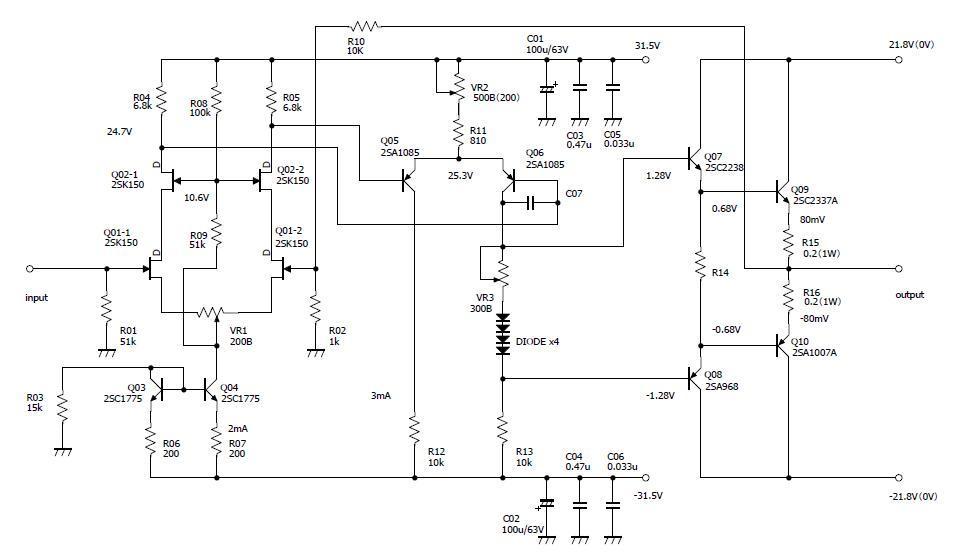 R10
10K
C01
100u/63V
31.5V
21.8V(0V)
R04
6.8k
R08
100k
R05
6.8k
VR2
500B(200)
+
24.7V
R11
810
C03
0.47u
C05
0.033u
Q05
2SA1085
Q06
2SA1085
Q07
2SC2238
1.28V
D
D
Q02-1
2SK150
Q02-2
2SK150
25.3V
C07
10.6V
0.68V
Q09
2SC2337A
80mV
Q01-1
2SK150
R09
51k
Q01-2
2SK150
D
D
R15
0.2(1W)
R14
input
output
VR3
300B
R16
0.2(1W)
-80mV
R01
51k
VR1
200B
R02
1k
DIODE x4
-0.68V
Q10
2SA1007A
Q03
2SC1775
Q04
2SC1775
Q08
2SA968
-1.28V
R03
15k
3mA
2mA
R06
200
R07
200
R12
10k
R13
10k
C04
0.47u
C06
0.033u
-31.5V
-21.8V(0V)
+
C02
100u/63V